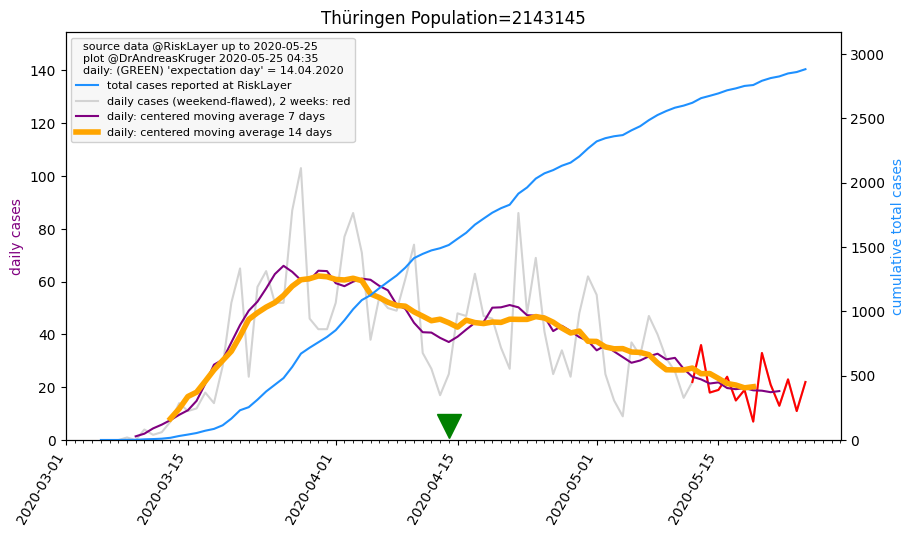 Thüringen Population=2143145
source data @RiskLayer up to 2020-05-25
plot @DrAndreasKruger 2020-05-25 04:35
daily: (GREEN) 'expectation day' = 14.04.2020
total cases reported at RiskLayer
daily cases (weekend-flawed), 2 weeks: red
daily: centered moving average 7 days
daily: centered moving average 14 days
daily cases
140
120
100
80
60
40
20
0
cumulative total cases
3000
2500
2000
1500
1000
500
0
2020-03-01
2020-03-15
2020-04-01
2020-04-15
2020-05-01
2020-05-15